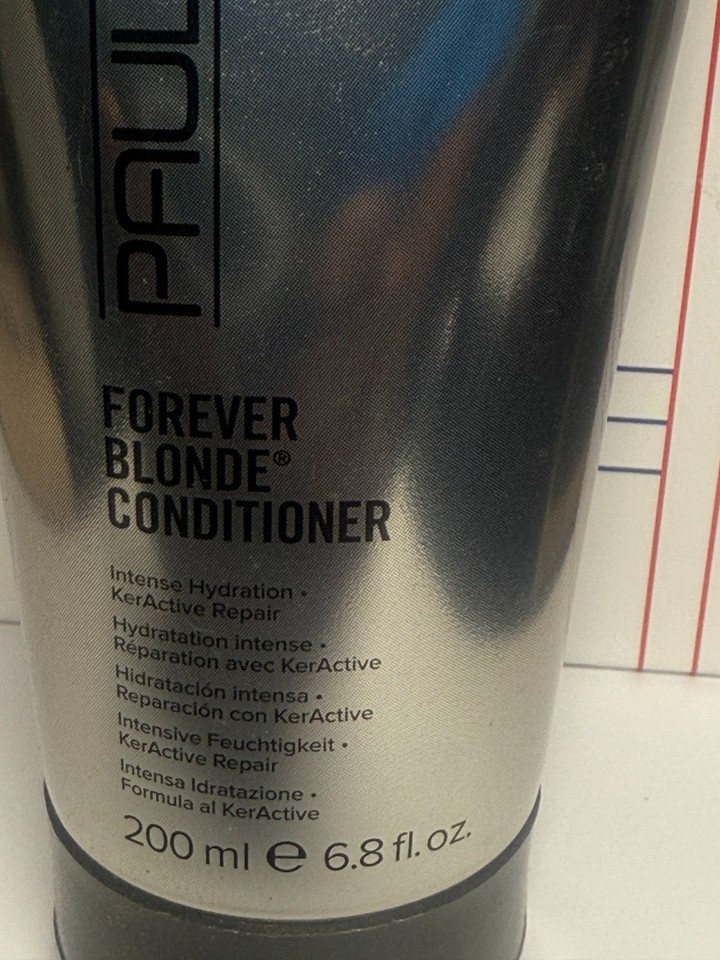 PAUL
FOREVER
BLONDE®
CONDITIONER
Intense Hydration •
KerActive Repair
Hydratation intense •
Réparation avec KerActive
Hidratación intensa •
Reparación con KerActive
Intensive Feuchtigkeit •
KerActive Repair
Intensa Idratazione •
Formula al KerActive
200 ml ℮ 6.8 fl. oz.